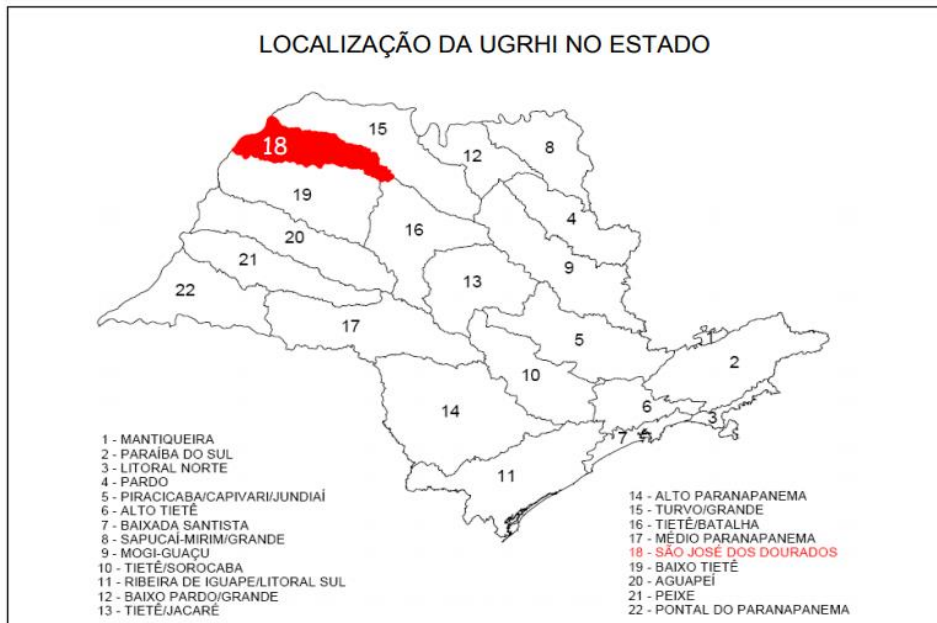 LOCALIZAÇÃO DA UGRHI NO ESTADO
15
18
12
8
19
4
16
20
9
21
13
22
17
5
1
2
10
14
6
3
7
11
1 - MANTIQUEIRA
2 - PARAÍBA DO SUL
3 - LITORAL NORTE
4 - PARDO
5 - PIRACICABA/CAPIVARI/JUNDIAÍ
6 - ALTO TIETÊ
7 - BAIXADA SANTISTA
8 - SAPUCAÍ-MIRIM/GRANDE
9 - MOGI-GUAÇU
10 - TIETÊ/SOROCABA
11 - RIBEIRA DE IGUAPE/LITORAL SUL
12 - BAIXO PARDO/GRANDE
13 - TIETÊ/JACARÉ
14 - ALTO PARANAPANEMA
15 - TURVO/GRANDE
16 - TIETÊ/BATALHA
17 - MÉDIO PARANAPANEMA
18 - SÃO JOSÉ DOS DOURADOS
19 - BAIXO TIETÊ
20 - AGUAPEÍ
21 - PEIXE
22 - PONTAL DO PARANAPANEMA